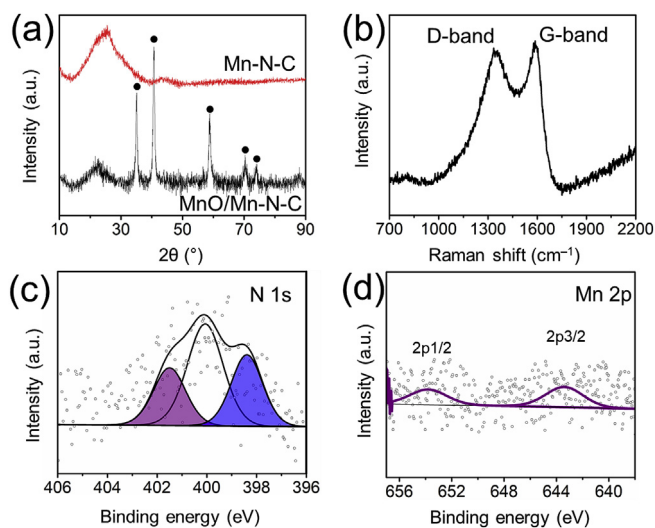 (a)
Mn-N-C
MnO/Mn-N-C
Intensity (a.u.)
10 30 50 70 90
2θ (°)
(b)
D-band G-band
Intensity (a.u.)
700 1000 1300 1600 1900 2200
Raman shift (cm⁻¹)
(c)
N 1s
Intensity (a.u.)
406 404 402 400 398 396
Binding energy (eV)
(d)
Mn 2p
2p1/2 2p3/2
Intensity (a.u.)
656 652 648 644 640
Binding energy (eV)